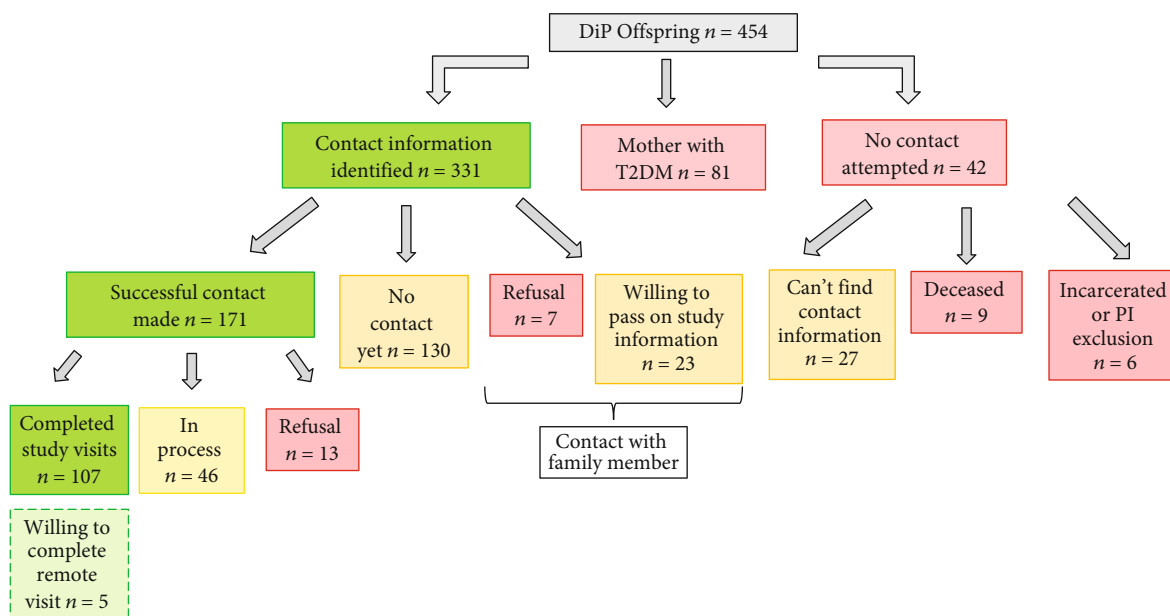 DiP Offspring n = 454
Contact information
identified n = 331
Mother with
T2DM n = 81
No contact
attempted n = 42
Successful contact
made n = 171
No
contact
yet n = 130
Refusal
n = 7
Willing to
pass on study
information
n = 23
Can't find
contact
information
n = 27
Deceased
n = 9
Incarcerated
or PI
exclusion
n = 6
Completed
study visits
n = 107
In
process
n = 46
Refusal
n = 13
Contact with
family member
Willing to
complete
remote
visit n = 5